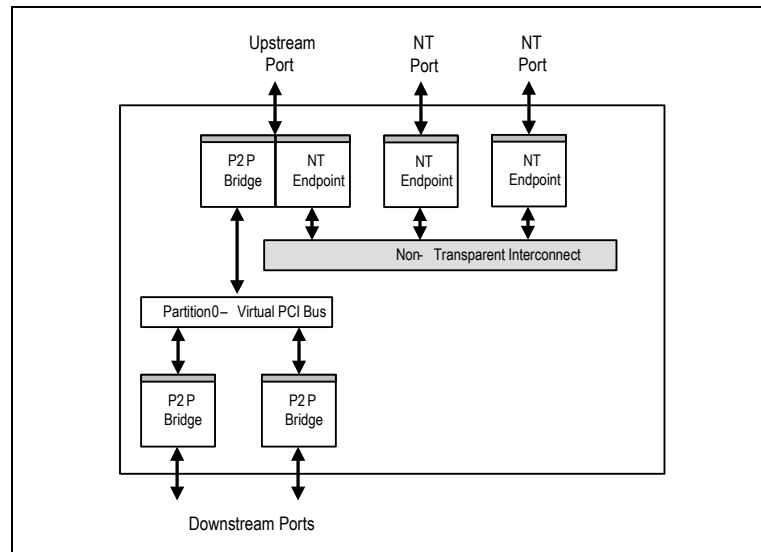 Upstream
Port
NT
Port
NT
Port
P2P
Bridge
NT
Endpoint
NT
Endpoint
NT
Endpoint
Non- Transparent Interconnect
Partition0– Virtual PCI Bus
P2P
Bridge
P2P
Bridge
Downstream Ports